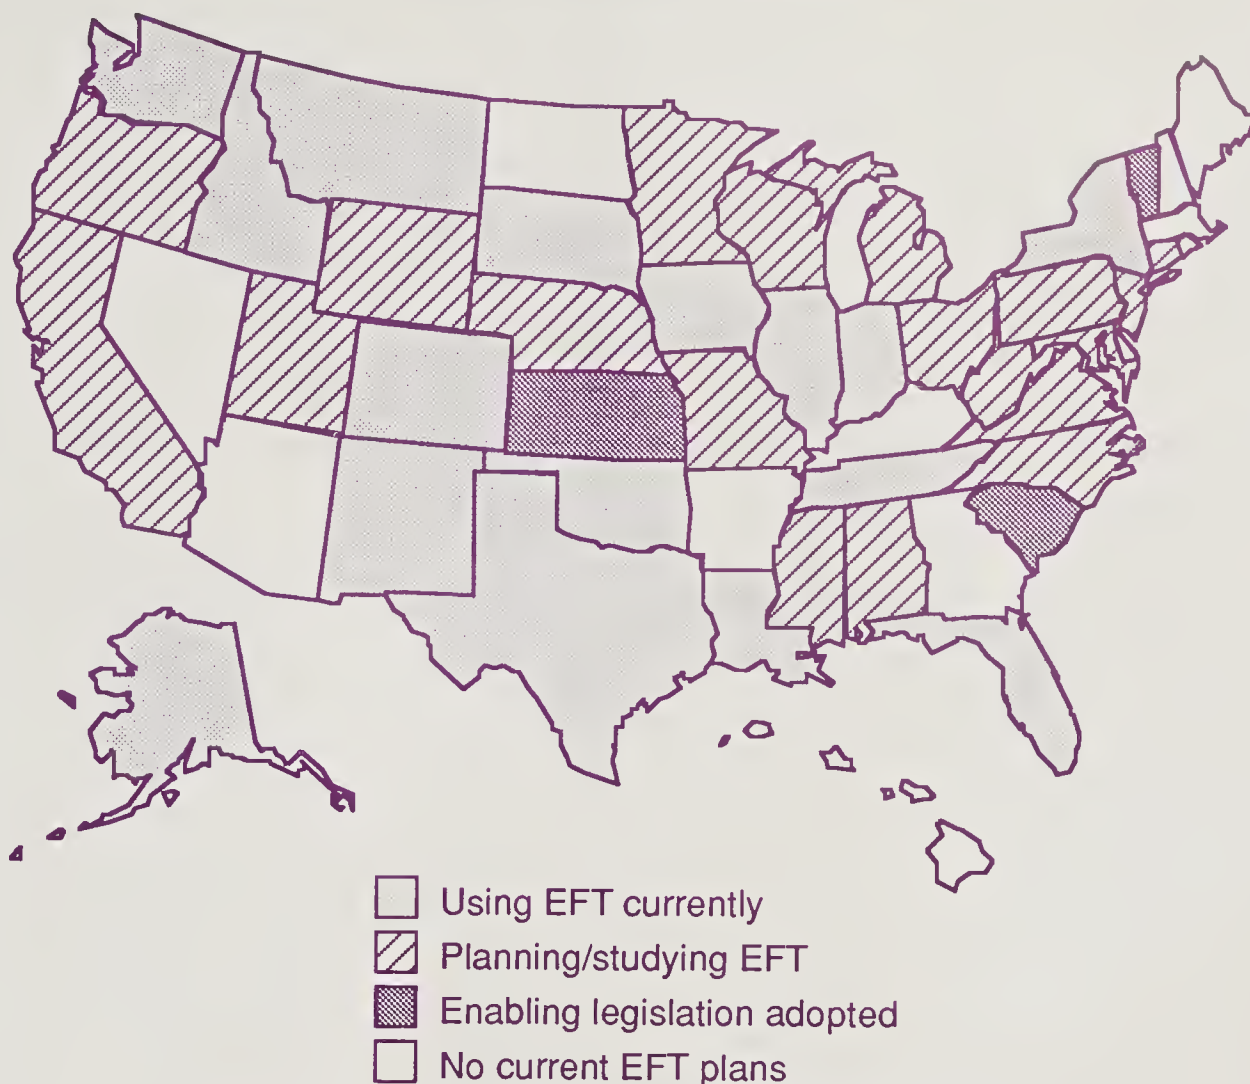 Using EFT currently
Planning/studying EFT
Enabling legislation adopted
No current EFT plans